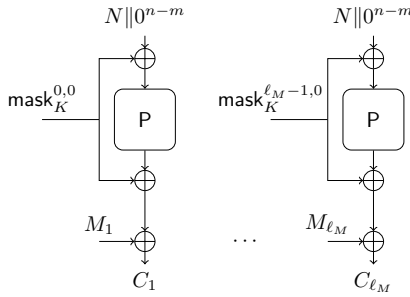 N‖0^{n−m} N‖0^{n−m}
mask_K^{0,0} P mask_K^{ℓ_M−1,0} P
M_1 ... M_{ℓ_M}
C_1 C_{ℓ_M}